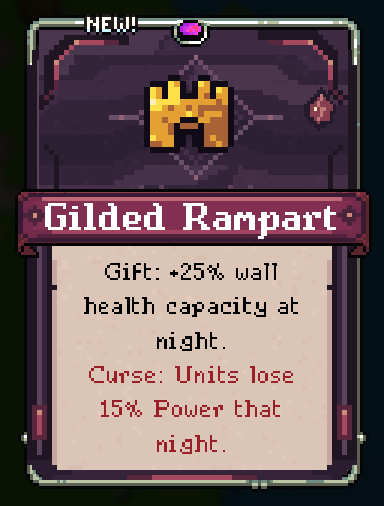 NEW!
Gilded Rampart
Gift: +25% wall
health capacity at
night.
Curse: Units lose
15% Power that
night.